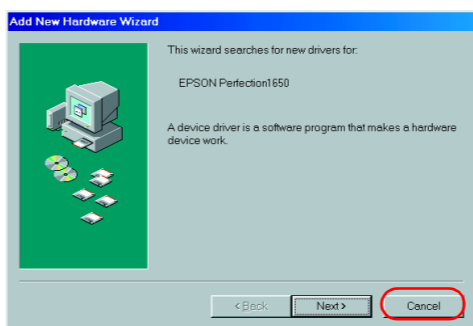 Add New Hardware Wizard
This wizard searches for new drivers for:
EPSON Perfection1650
A device driver is a software program that makes a hardware
device work.
< Back
Next >
Cancel